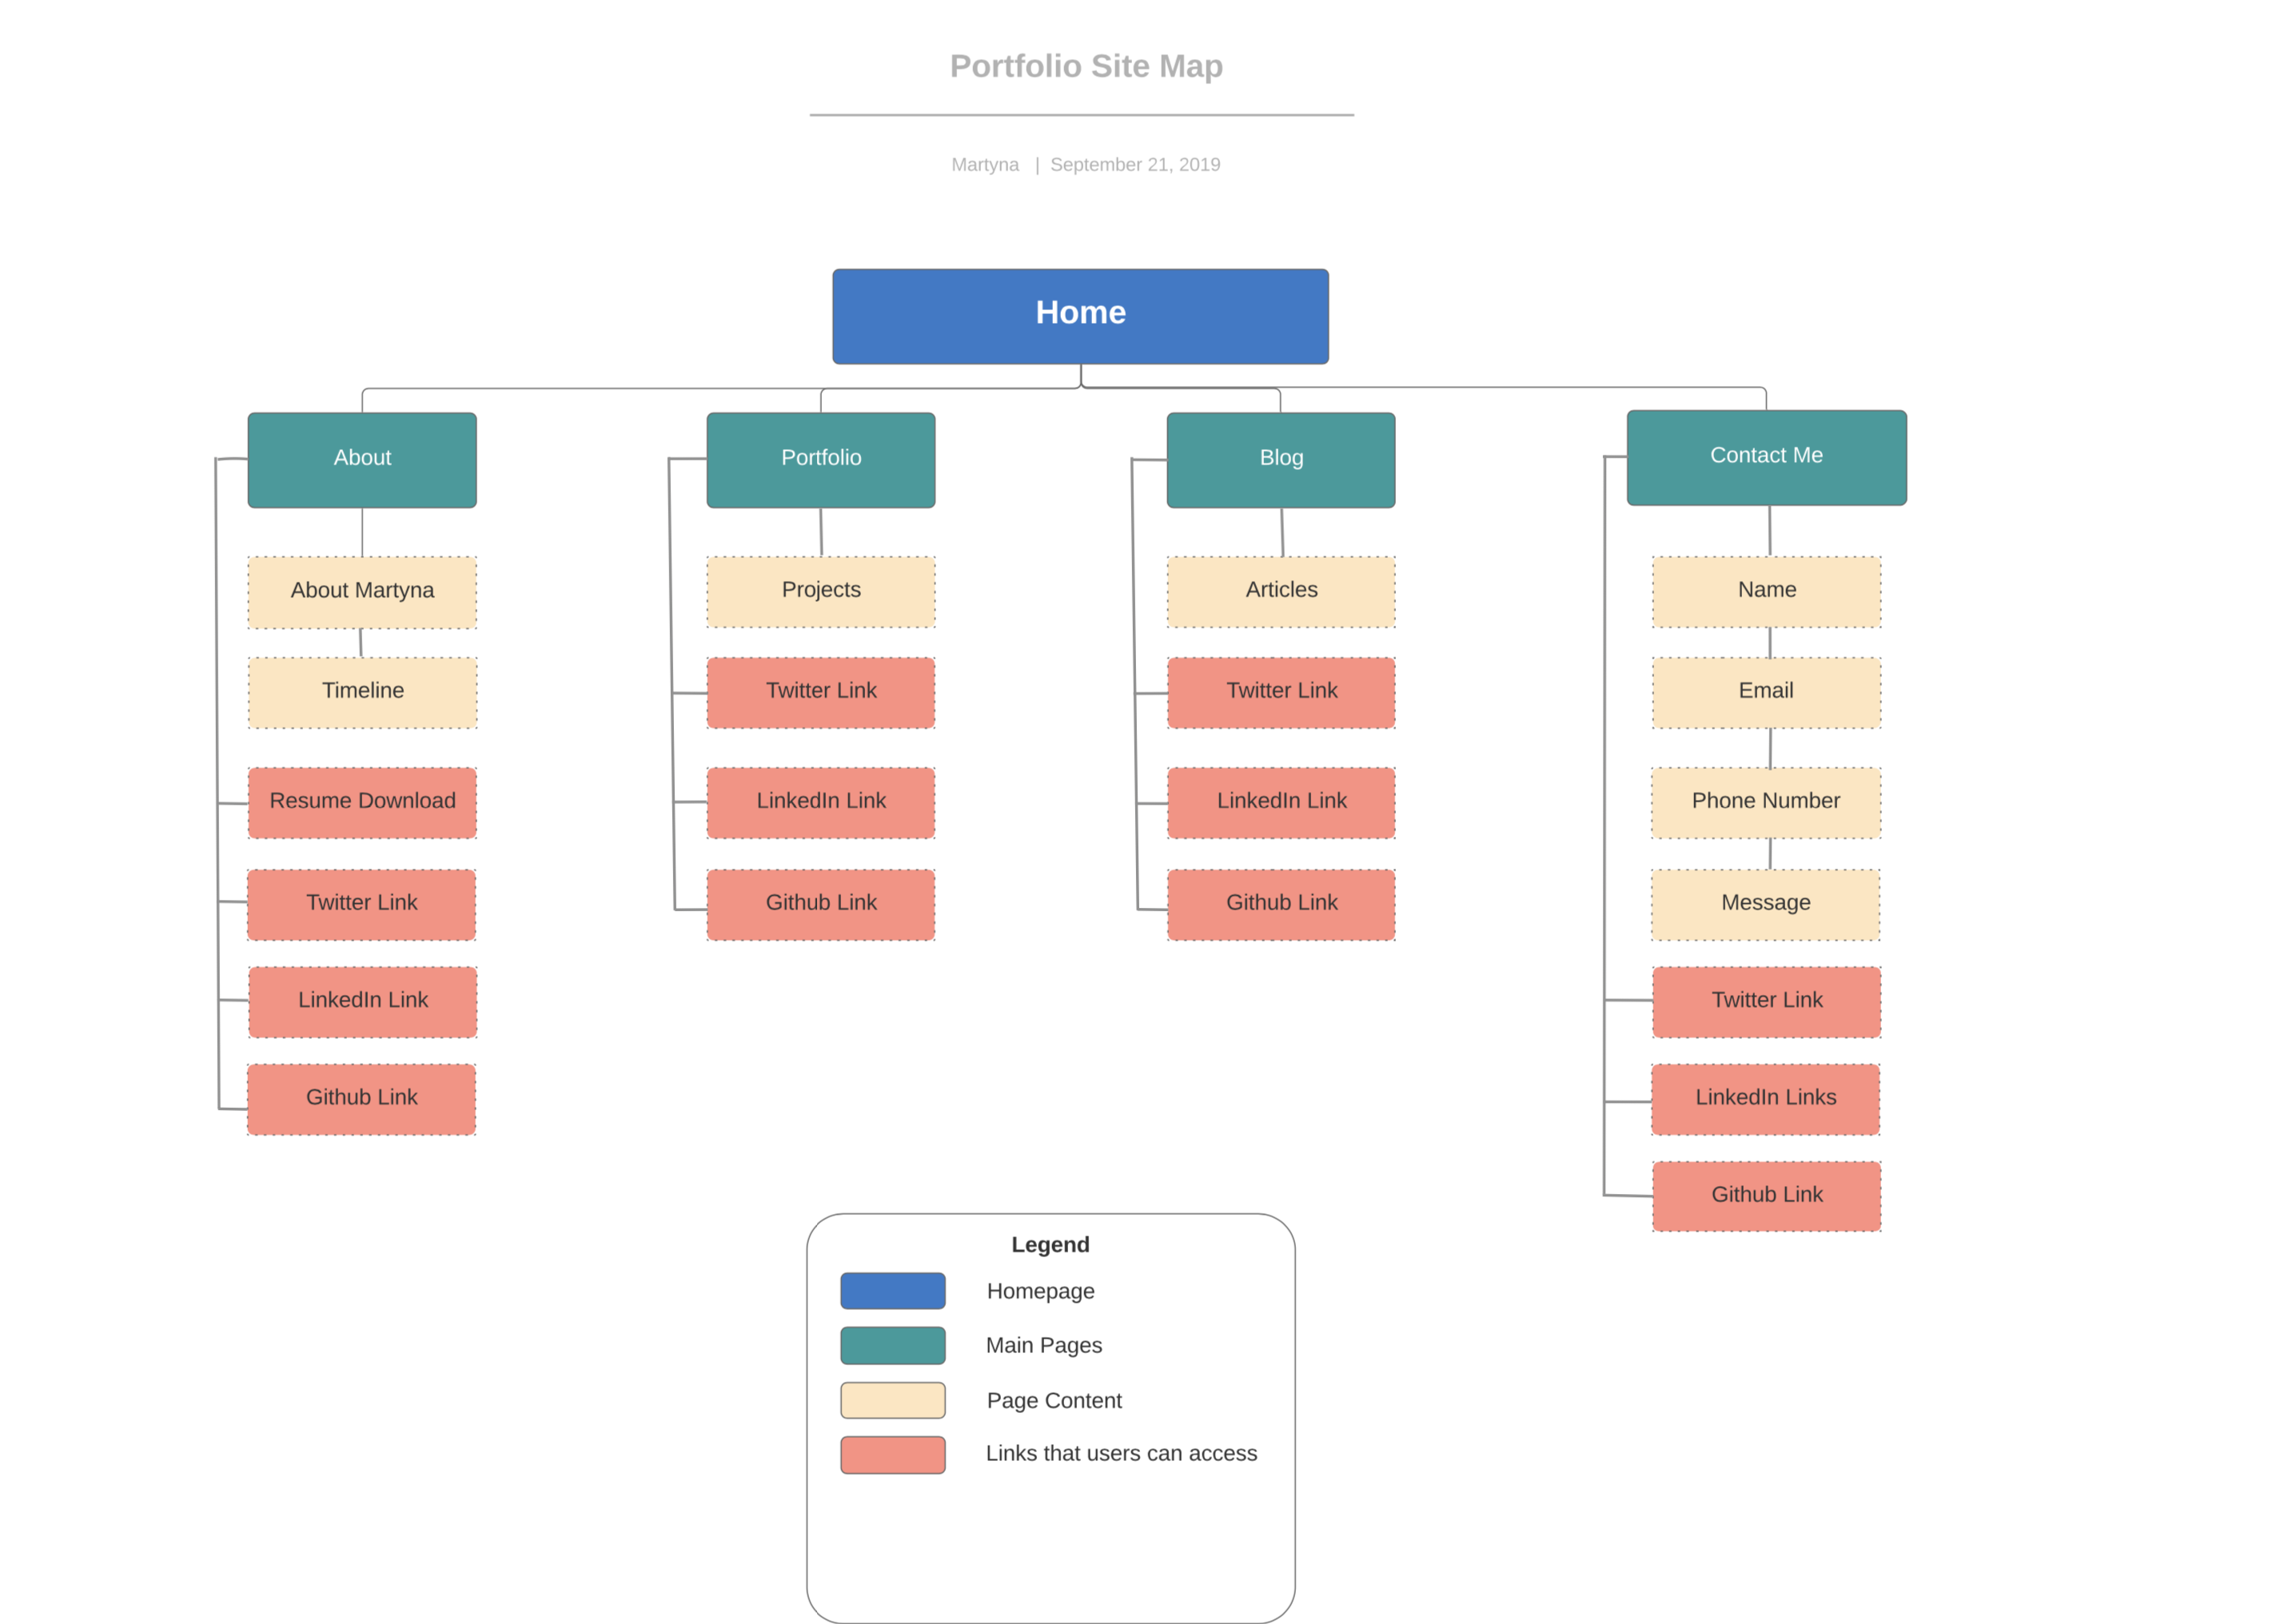 Portfolio Site Map
Martyna | September 21, 2019
Home
About
Portfolio
Blog
Contact Me
About Martyna
Projects
Articles
Name
Timeline
Twitter Link
Twitter Link
Email
Resume Download
LinkedIn Link
LinkedIn Link
Phone Number
Twitter Link
Github Link
Github Link
Message
LinkedIn Link
Twitter Link
Github Link
LinkedIn Links
Github Link
Legend
Homepage
Main Pages
Page Content
Links that users can access